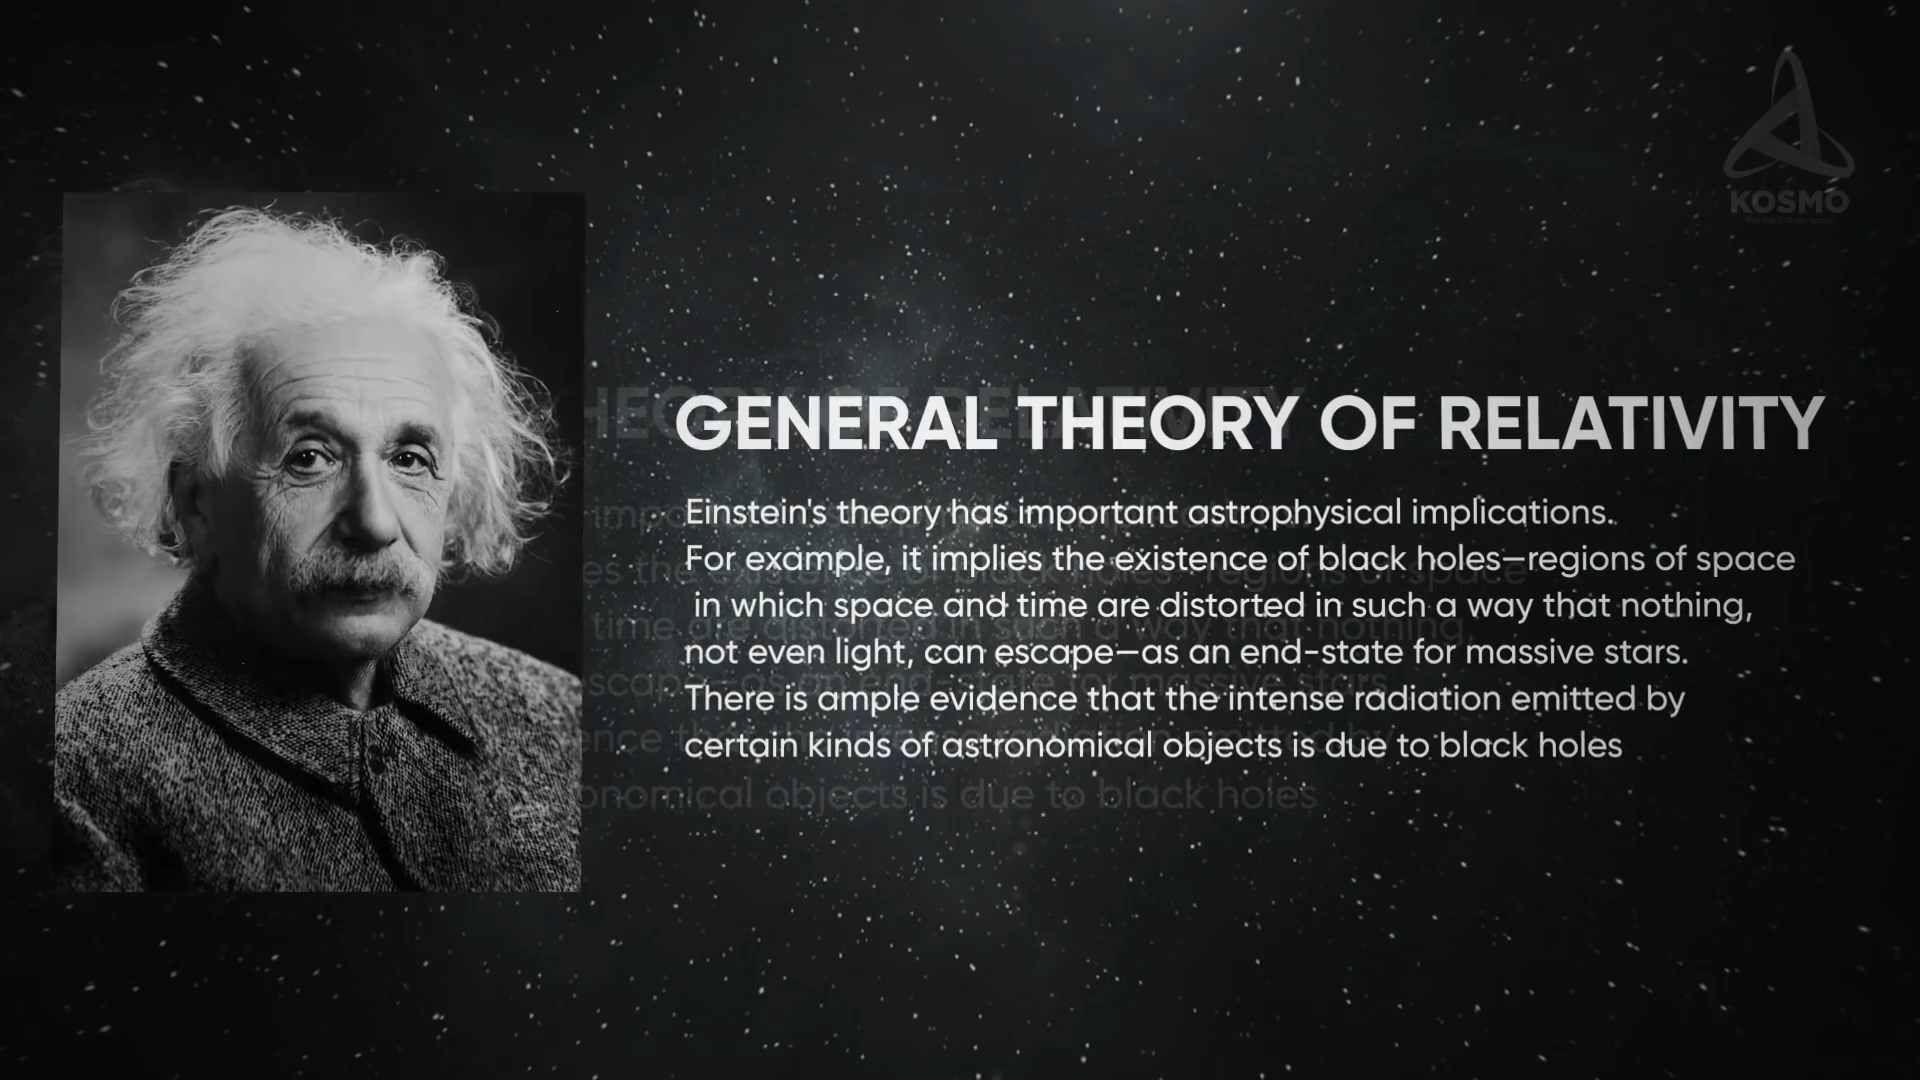 KOSMO
GENERAL THEORY OF RELATIVITY
Einstein's theory has important astrophysical implications.
For example, it implies the existence of black holes—regions of space
in which space and time are distorted in such a way that nothing,
not even light, can escape—as an end-state for massive stars.
There is ample evidence that the intense radiation emitted by
certain kinds of astronomical objects is due to black holes